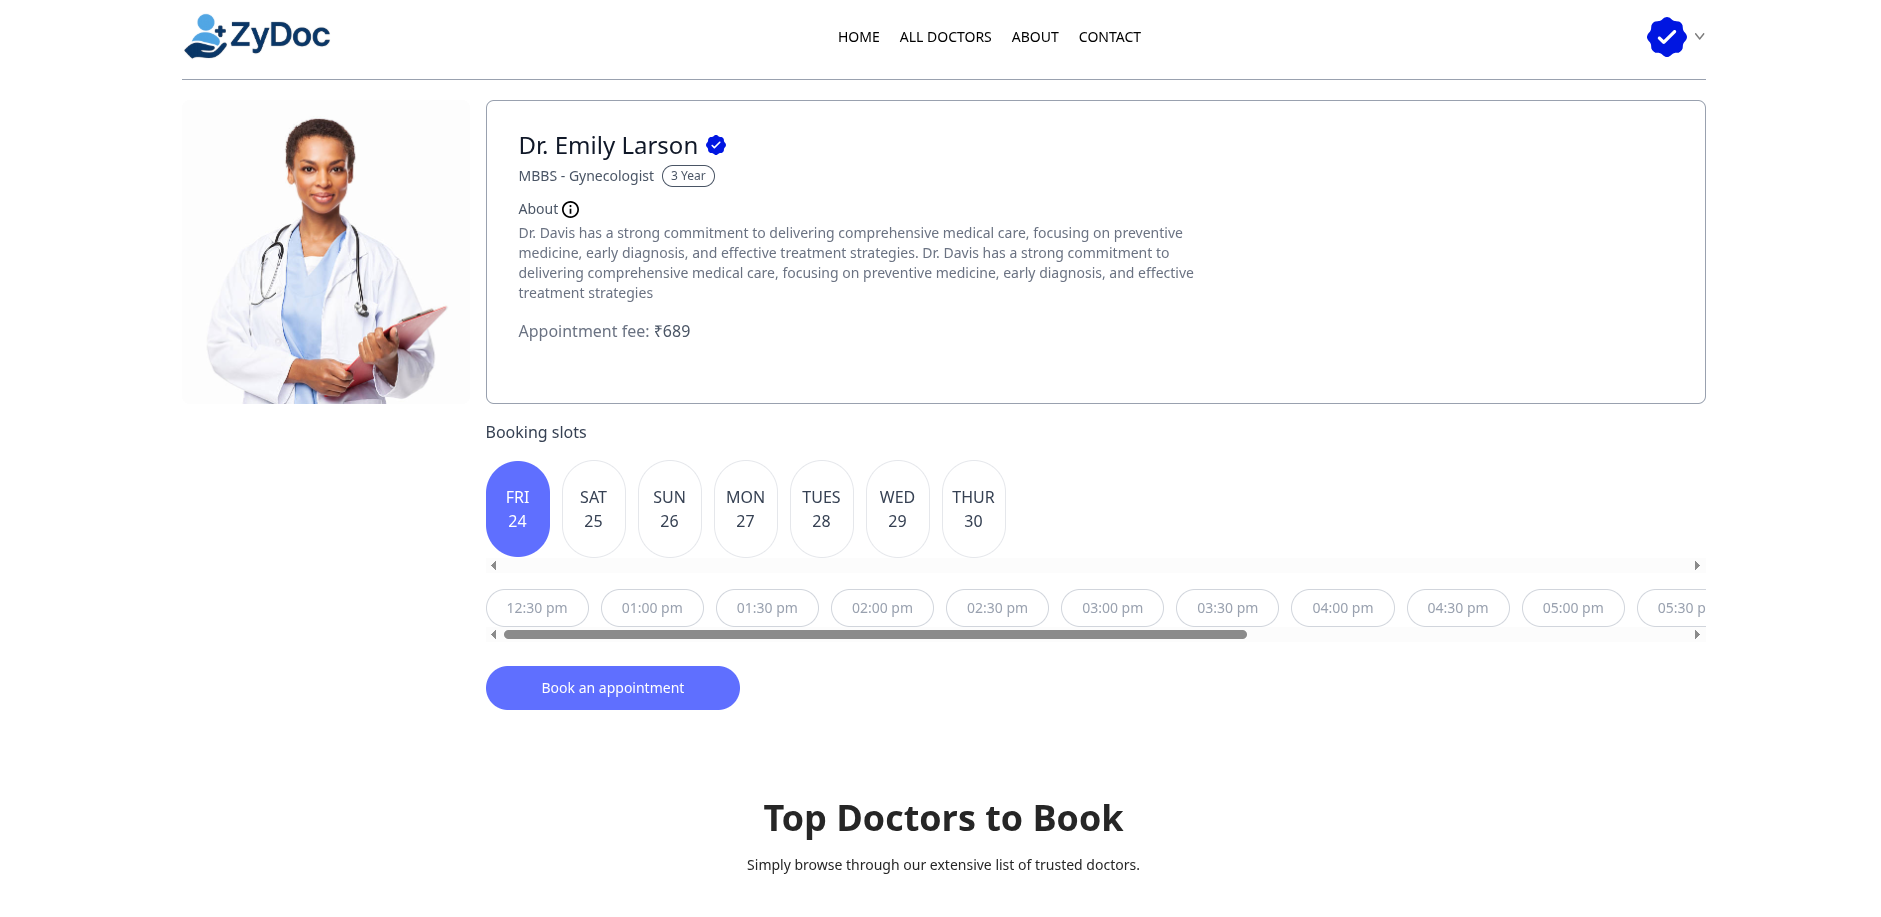 ZyDoc
HOME ALL DOCTORS ABOUT CONTACT
Dr. Emily Larson
MBBS - Gynecologist 3 Year
About
Dr. Davis has a strong commitment to delivering comprehensive medical care, focusing on preventive
medicine, early diagnosis, and effective treatment strategies. Dr. Davis has a strong commitment to
delivering comprehensive medical care, focusing on preventive medicine, early diagnosis, and effective
treatment strategies
Appointment fee: ₹689
Booking slots
FRI SAT SUN MON TUES WED THUR
24 25 26 27 28 29 30
12:30 pm 01:00 pm 01:30 pm 02:00 pm 02:30 pm 03:00 pm 03:30 pm 04:00 pm 04:30 pm 05:00 pm 05:30 p
Book an appointment
Top Doctors to Book
Simply browse through our extensive list of trusted doctors.